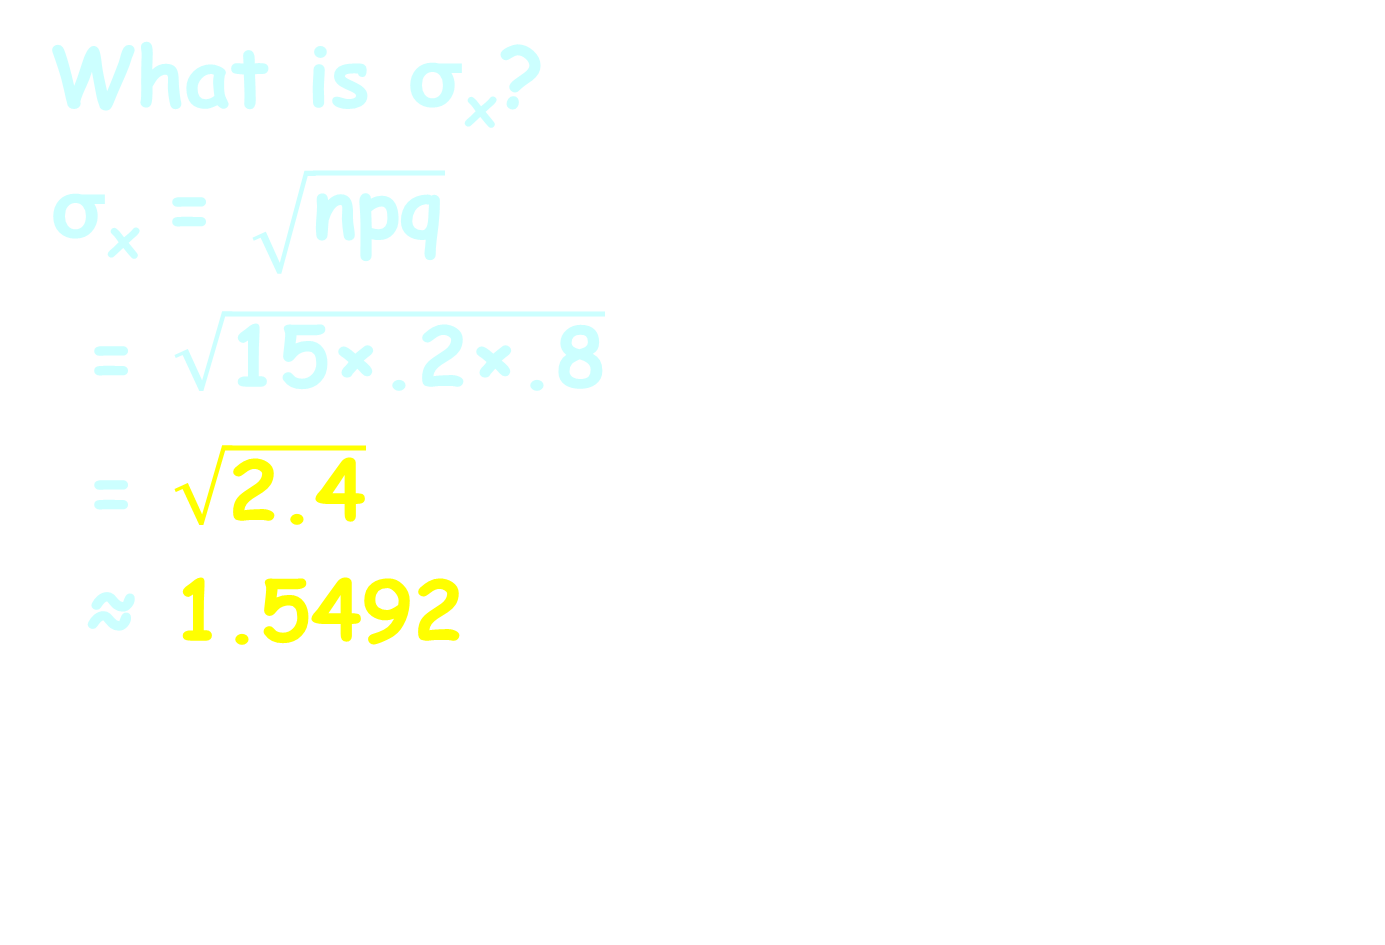 What is σₓ?
σₓ = √npq
= √15×.2×.8
= √2.4
≈ 1.5492